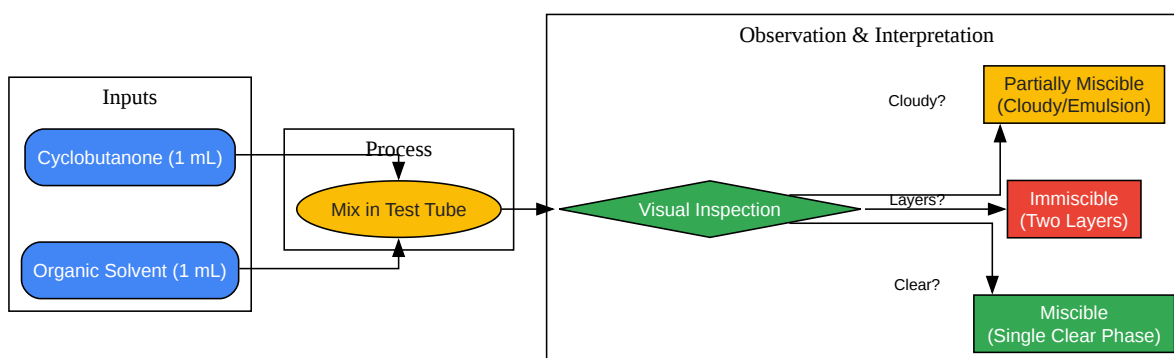 Inputs
Cyclobutanone (1 mL)
Organic Solvent (1 mL)
Process
Mix in Test Tube
Observation & Interpretation
Visual Inspection
Cloudy?
Partially Miscible
(Cloudy/Emulsion)
Layers?
Immiscible
(Two Layers)
Clear?
Miscible
(Single Clear Phase)